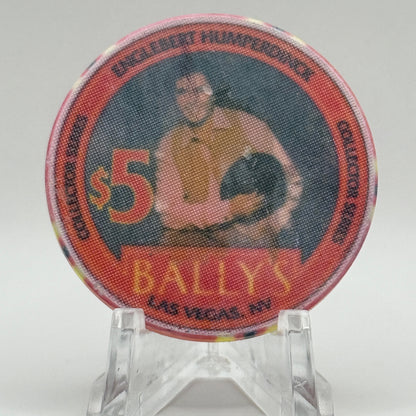 ENGLEBERT HUMPERDINCK
COLLECTOR SERIES
COLLECTOR SERIES
$5
BALLY'S
LAS VEGAS, NV